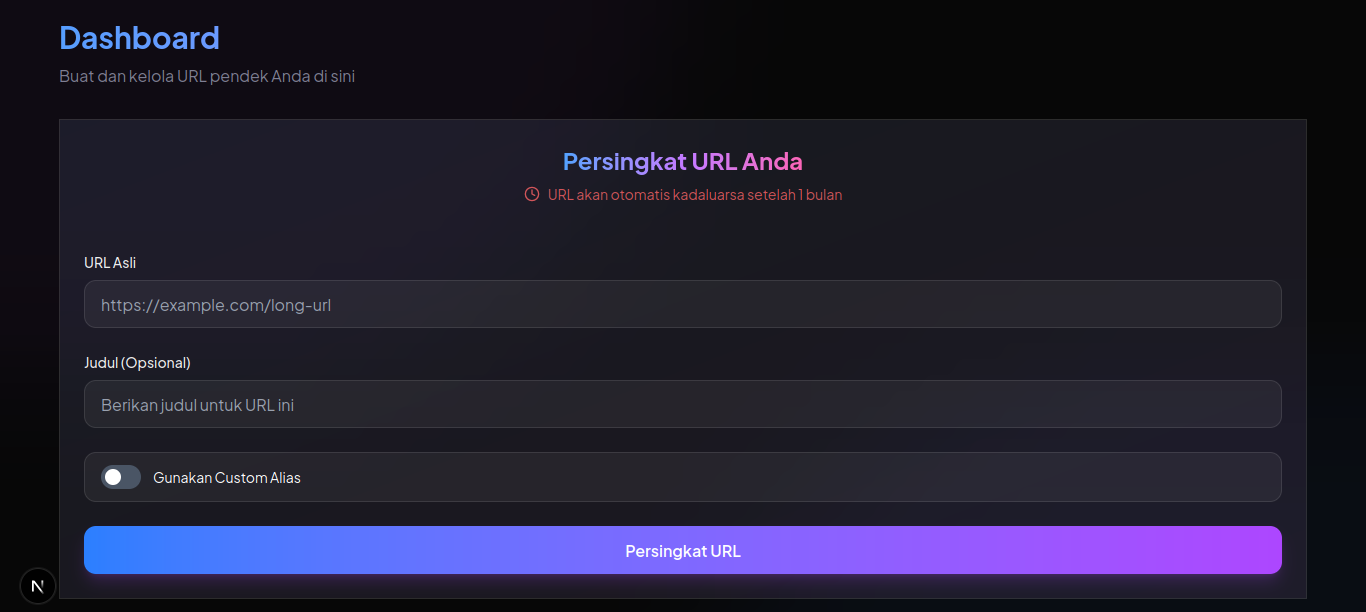 Dashboard
Buat dan kelola URL pendek Anda di sini
Persingkat URL Anda
URL akan otomatis kadaluarsa setelah 1 bulan
URL Asli
https://example.com/long-url
Judul (Opsional)
Berikan judul untuk URL ini
Gunakan Custom Alias
Persingkat URL
N